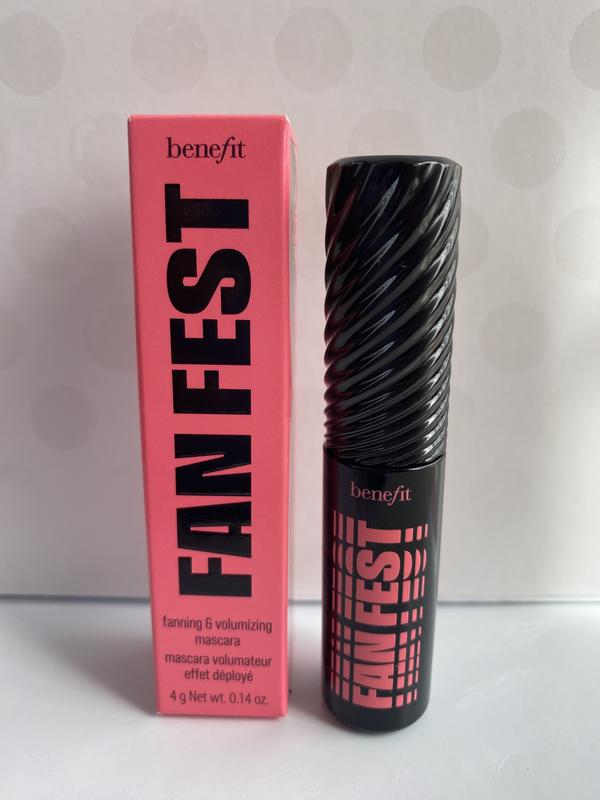 benefit
FAN FEST
fanning & volumizing
mascara
mascara volumateur
effet déployé
4 g Net wt. 0.14 oz.
benefit
FAN FEST